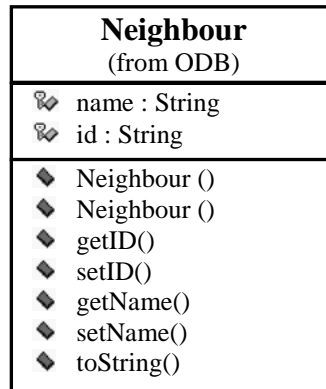 Neighbour
(from ODB)
name : String
id : String
Neighbour ()
Neighbour ()
getID()
setID()
getName()
setName()
toString()